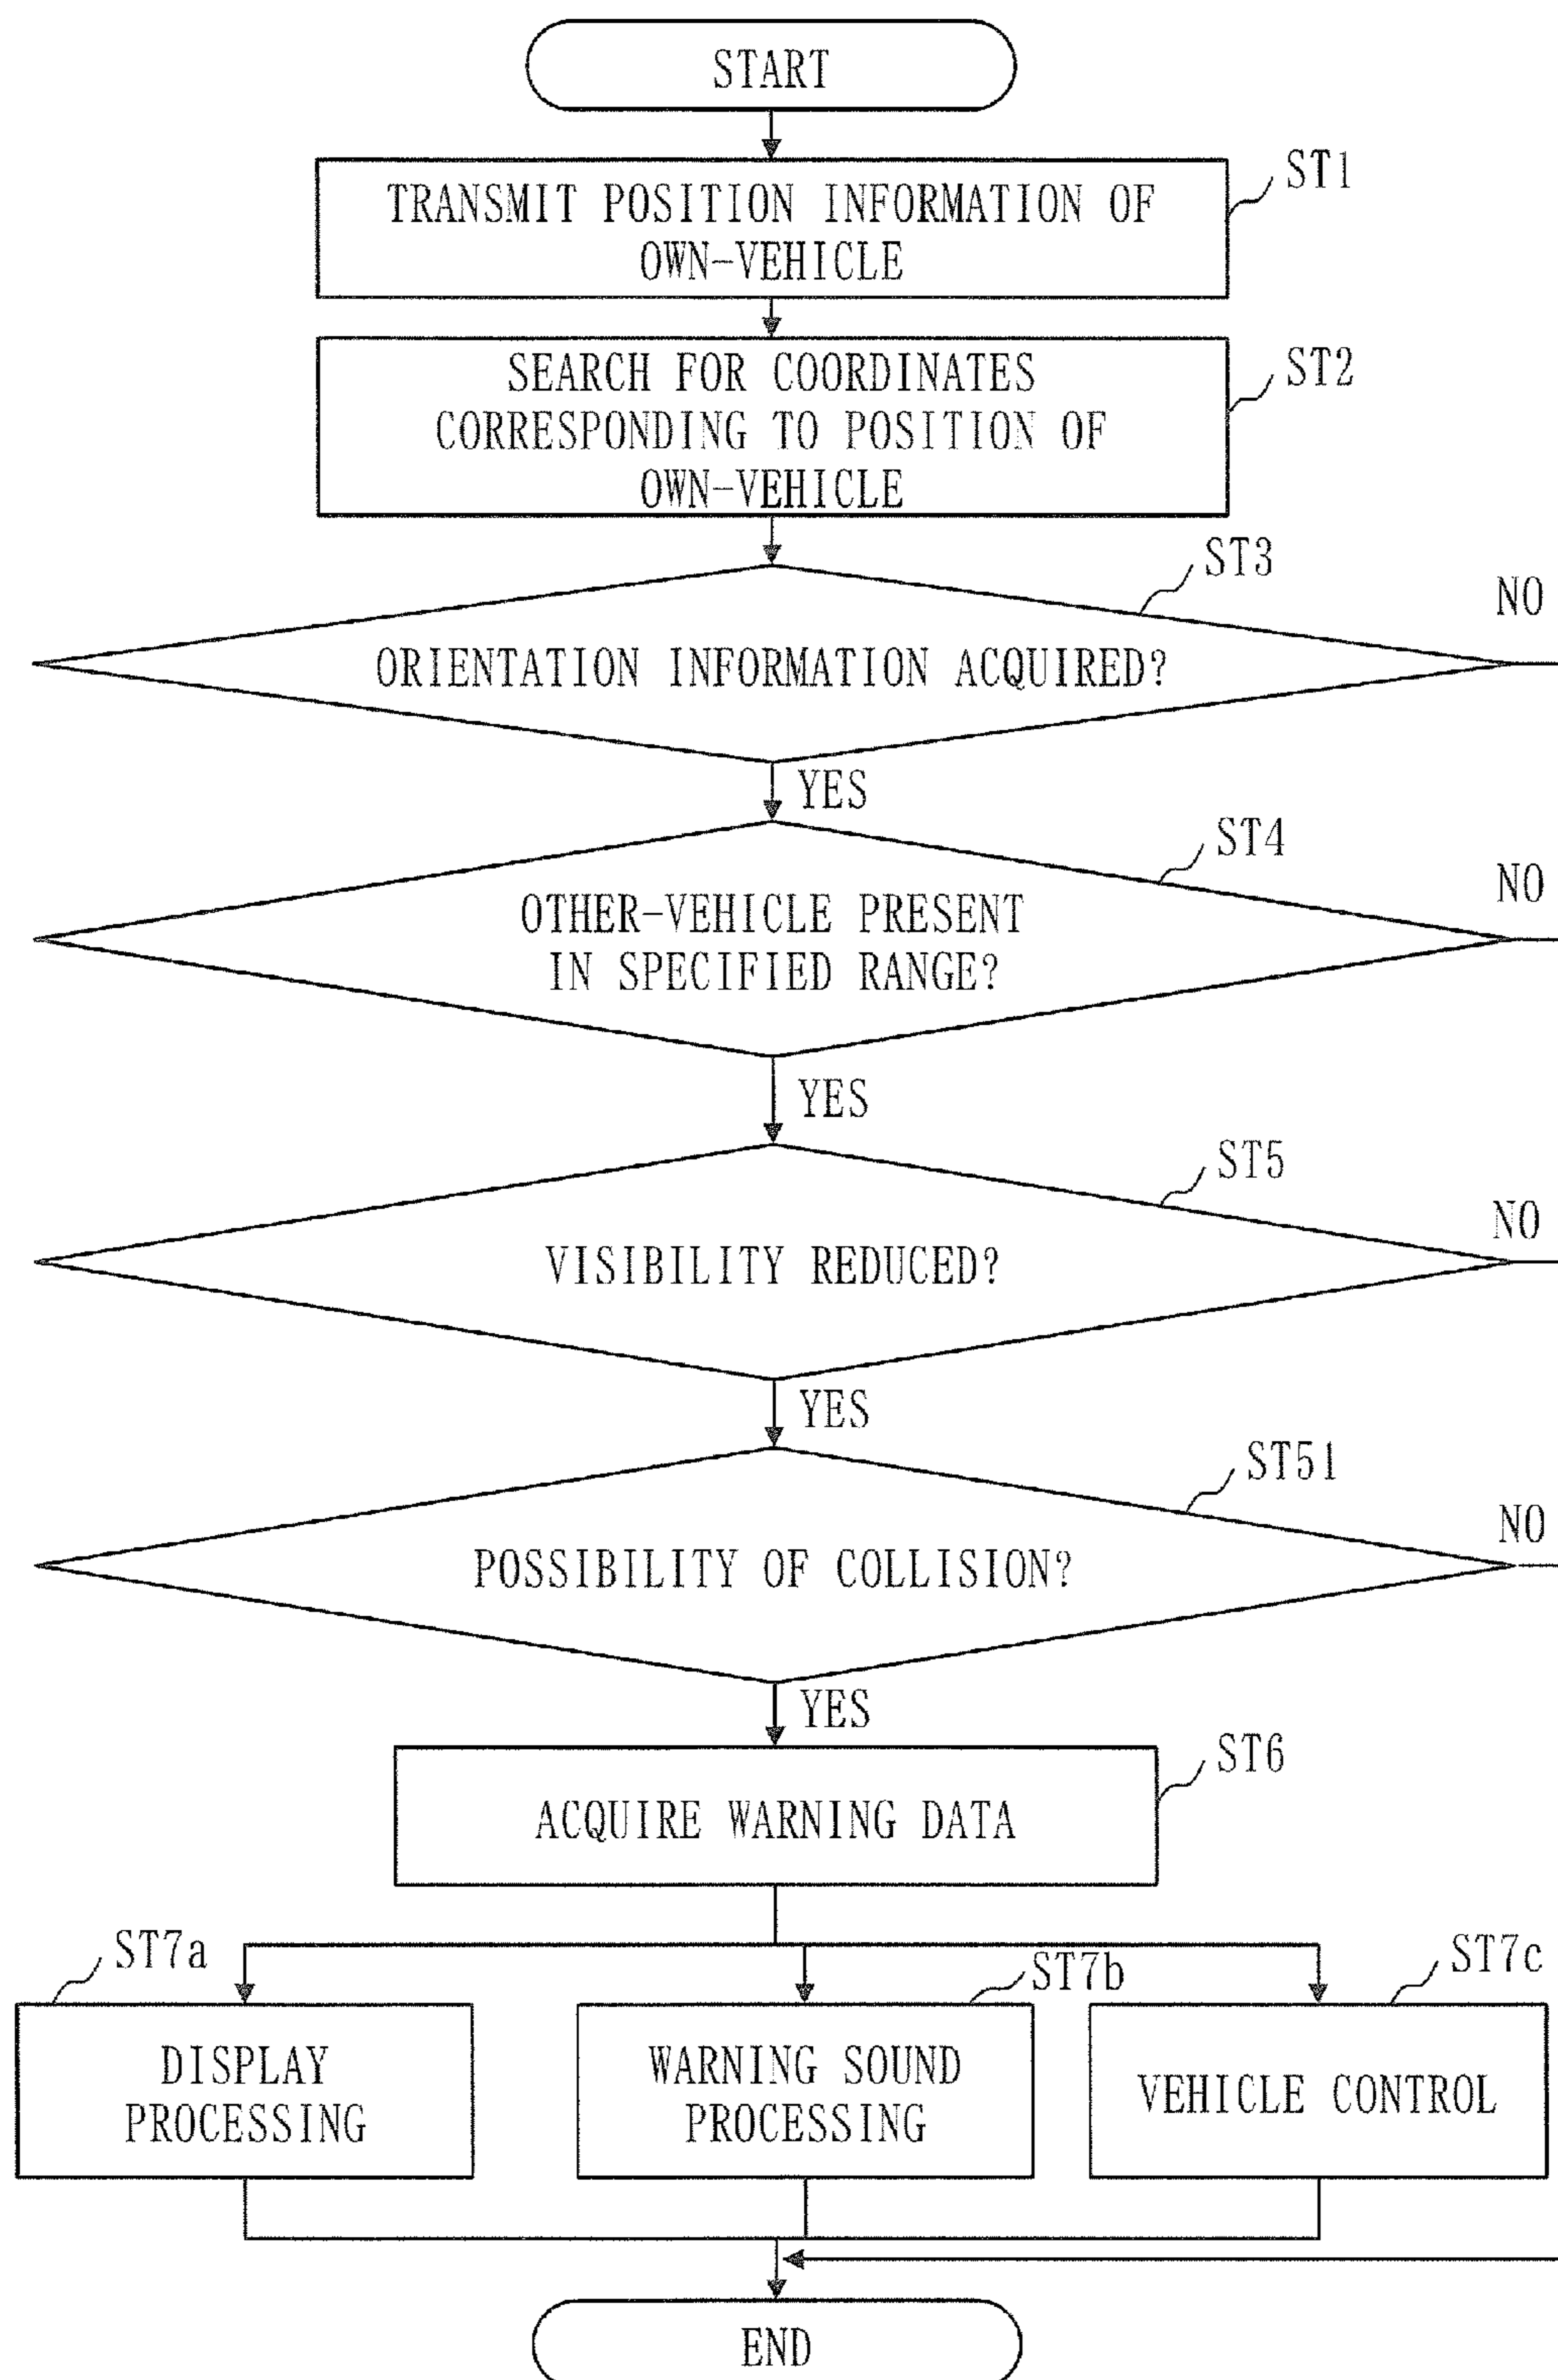 START
ST1
TRANSMIT POSITION INFORMATION OF
OWN-VEHICLE
ST2
SEARCH FOR COORDINATES
CORRESPONDING TO POSITION OF
OWN-VEHICLE
ST3
NO
ORIENTATION INFORMATION ACQUIRED?
YES
ST4
NO
OTHER-VEHICLE PRESENT
IN SPECIFIED RANGE?
YES
ST5
NO
VISIBILITY REDUCED?
YES
ST51
NO
POSSIBILITY OF COLLISION?
YES
ST6
ACQUIRE WARNING DATA
ST7a
ST7b
ST7c
DISPLAY
PROCESSING
WARNING SOUND
PROCESSING
VEHICLE CONTROL
END